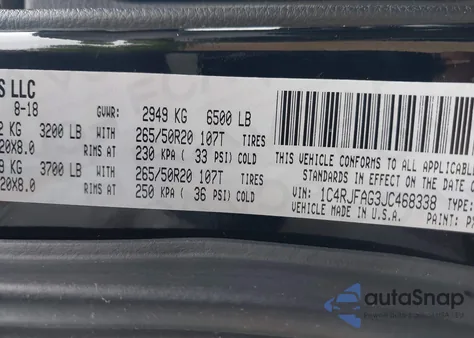 S LLC
8-18 GVWR: 2949 KG 6500 LB
KG 3200 LB WITH 265/50R20 107T TIRES
20X8.0 RIMS AT 230 KPA ( 33 PSI) COLD
KG 3700 LB WITH 265/50R20 107T TIRES
20X8.0 RIMS AT 250 KPA ( 36 PSI) COLD
THIS VEHICLE CONFORMS TO ALL APPLICABLE
STANDARDS IN EFFECT ON THE DATE
VIN: 1C4RJFAG3JC468338 TYPE:
VEHICLE MADE IN U.S.A. PAINT:
autoSnap